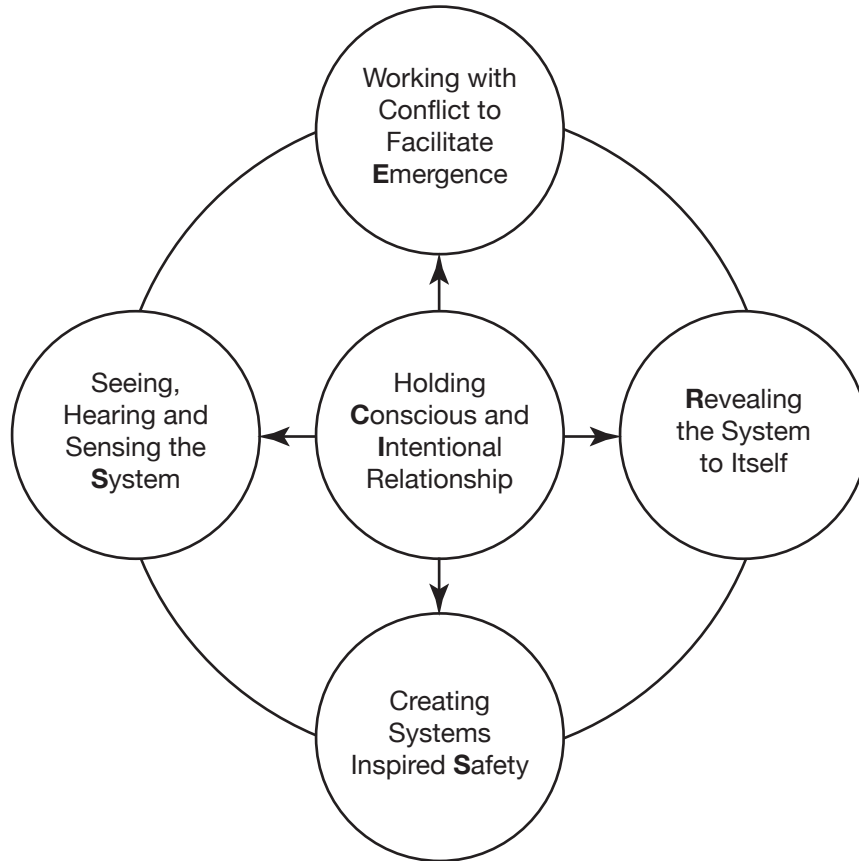 Working with
Conflict to
Facilitate
Emergence
Seeing,
Hearing and
Sensing the
System
Holding
Conscious and
Intentional
Relationship
Revealing
the System
to Itself
Creating
Systems
Inspired Safety